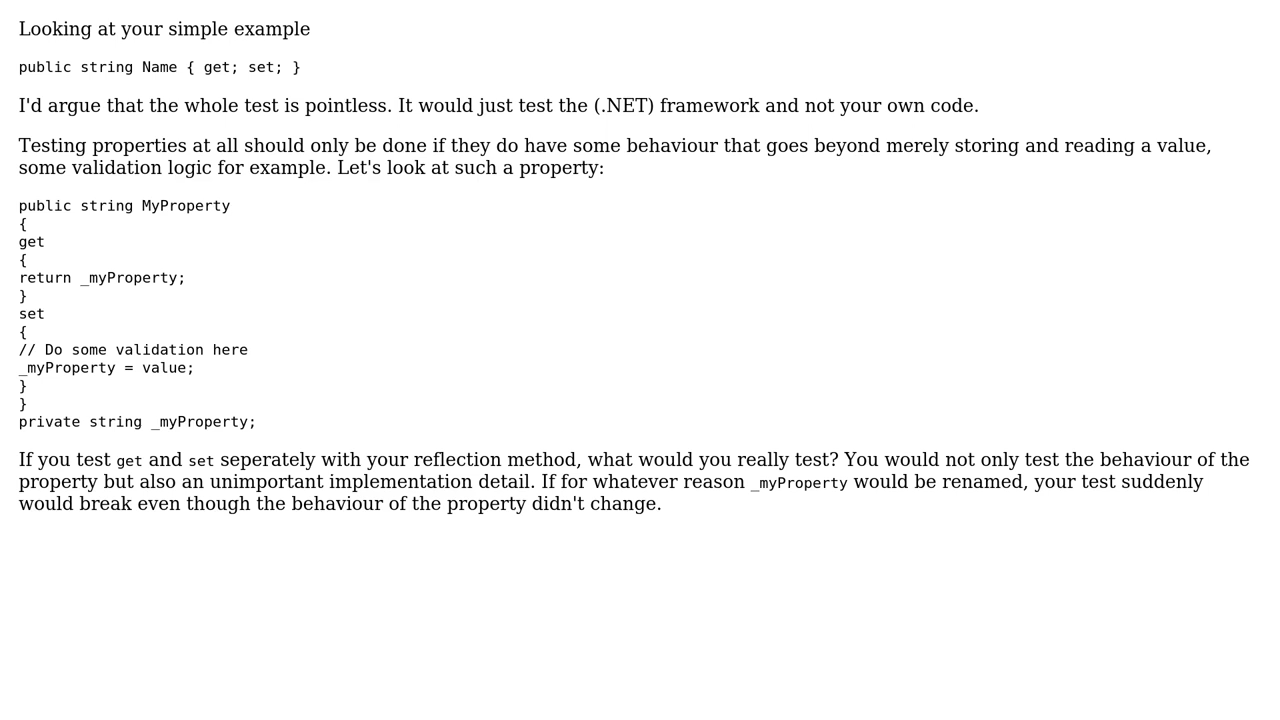 Looking at your simple example
public string Name { get; set; }
I'd argue that the whole test is pointless. It would just test the (.NET) framework and not your own code.
Testing properties at all should only be done if they do have some behaviour that goes beyond merely storing and reading a value,
some validation logic for example. Let's look at such a property:
public string MyProperty
{
get
{
return _myProperty;
}
set
{
// Do some validation here
_myProperty = value;
}
}
private string _myProperty;
If you test get and set seperately with your reflection method, what would you really test? You would not only test the behaviour of the
property but also an unimportant implementation detail. If for whatever reason _myProperty would be renamed, your test suddenly
would break even though the behaviour of the property didn't change.